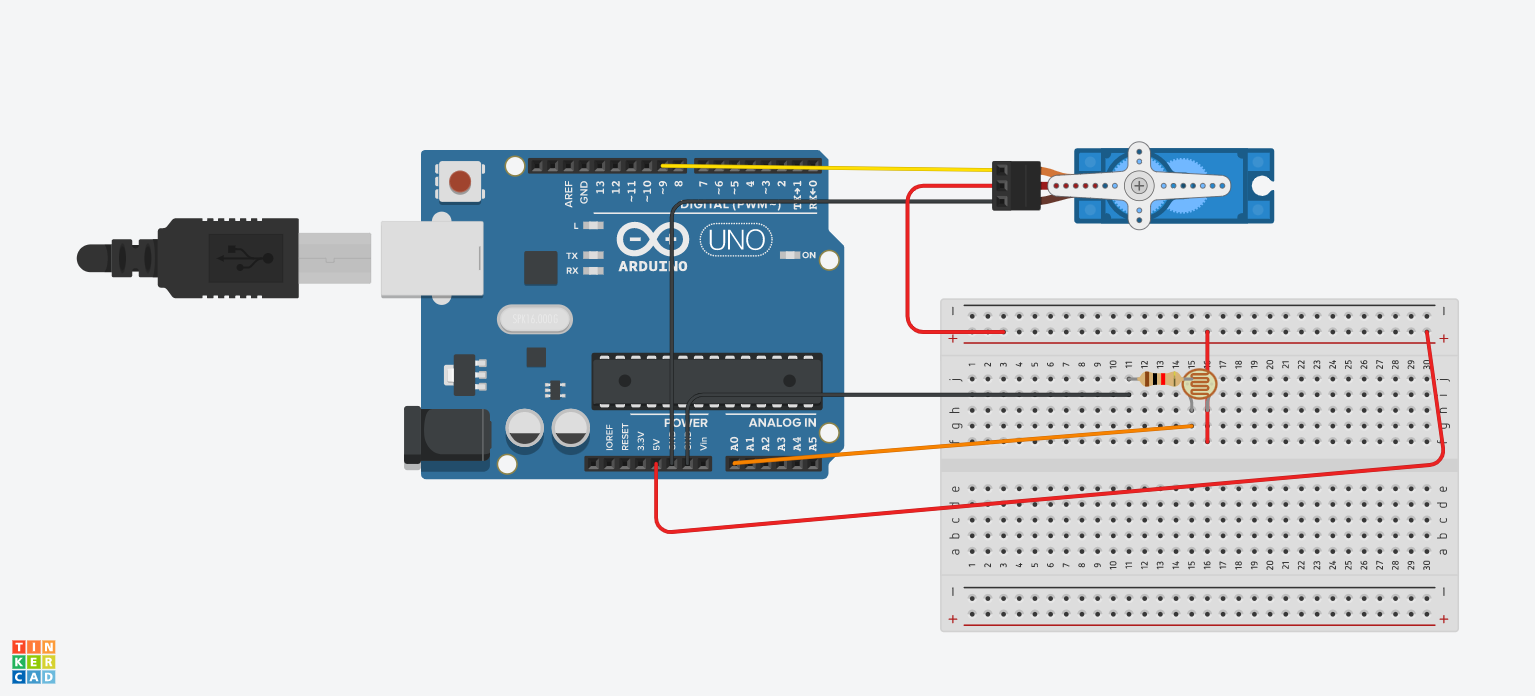 AREF
GND
13
12
~11
~10
~9
8
7
~6
~5
4
~3
2
TX→1
RX←0
DIGITAL (PWM~)
L
TX
RX
ARDUINO
UNO
ON
POWER
ANALOG IN
IOREF
RESET
3.3V
5V
Vin
A0
A1
A2
A3
A4
A5
− −
+ +
1 2 3 4 5 6 7 8 9 10 11 12 13 14 15 16 17 18 19 20 21 22 23 24 25 26 27 28 29 30
j j
i
h h
g g
f f
e e
d d
c c
b b
a a
1 2 3 4 5 6 7 8 9 10 11 12 13 14 15 16 17 18 19 20 21 22 23 24 25 26 27 28 29 30
− −
+ +
TIN
KER
CAD